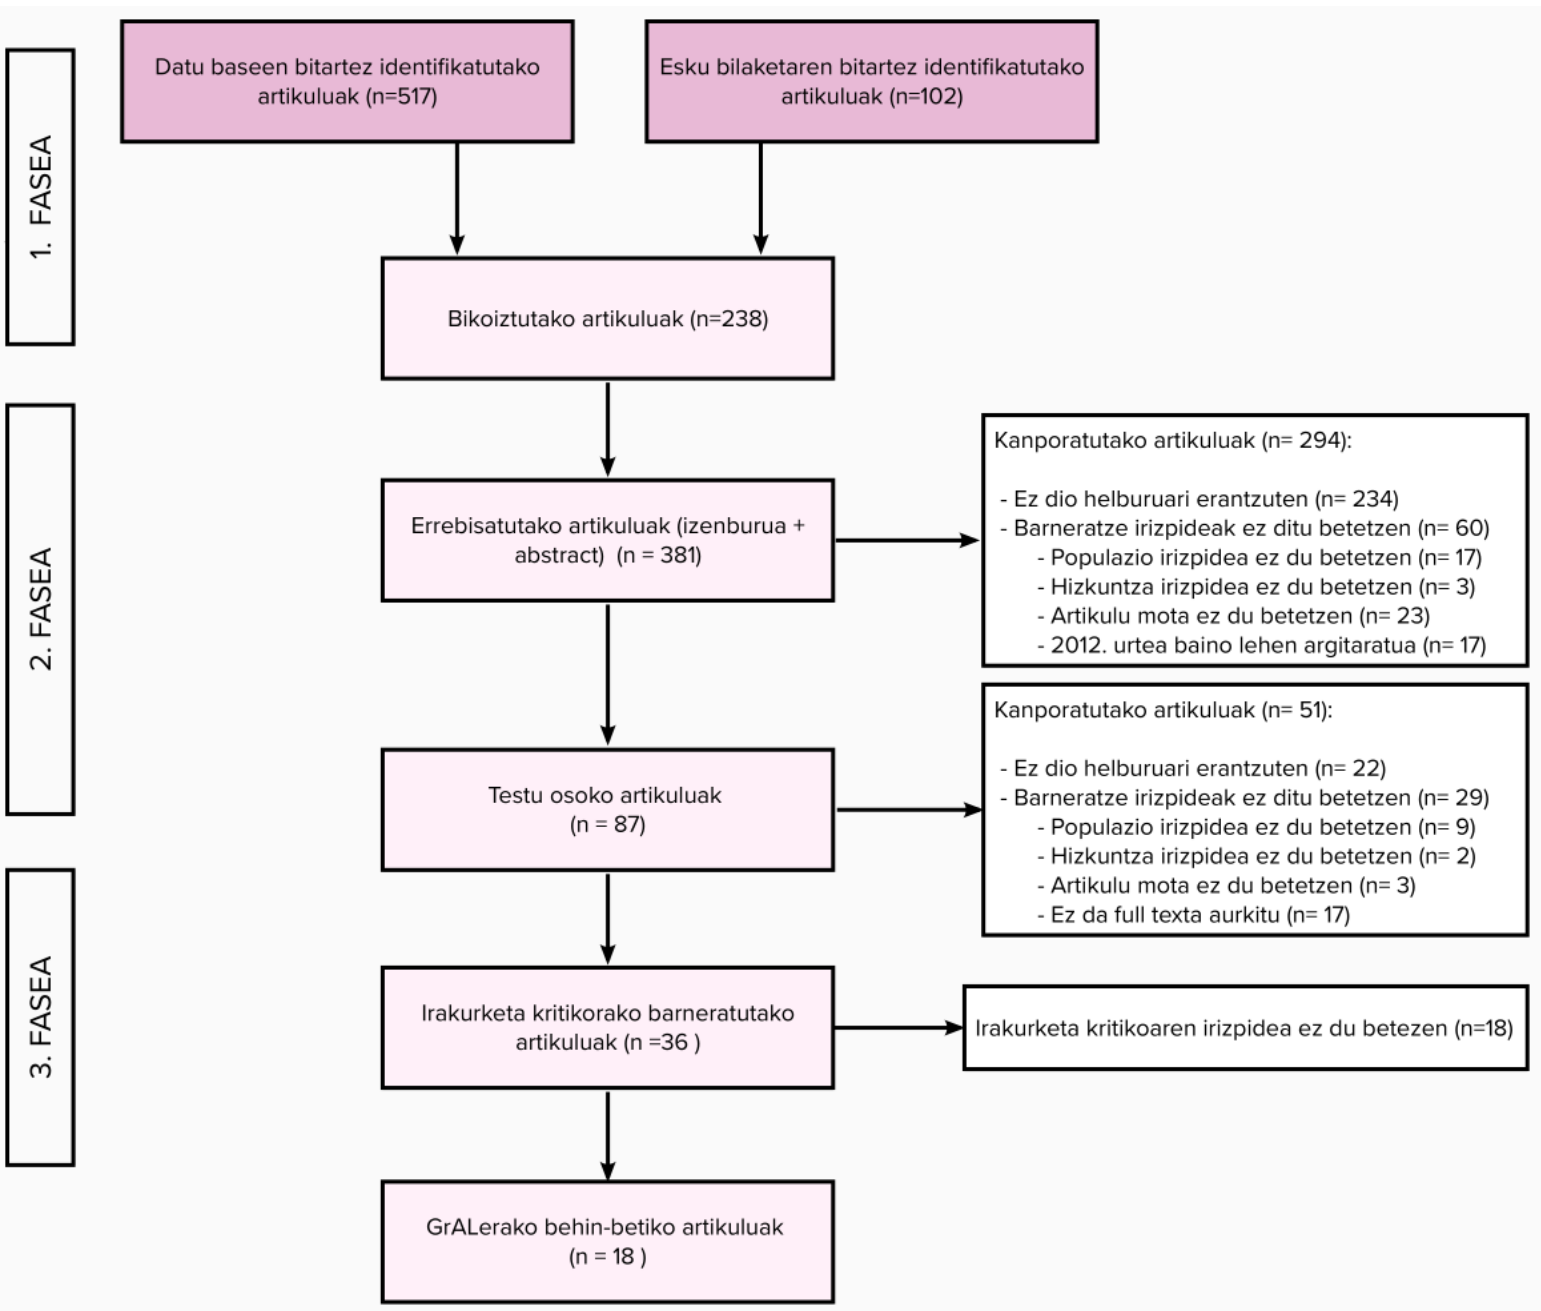 1. FASEA
Datu baseen bitartez identifikatutako
artikuluak (n=517)
Esku bilaketaren bitartez identifikatutako
artikuluak (n=102)
Bikoiztutako artikuluak (n=238)
2. FASEA
Errebisatutako artikuluak (izenburua +
abstract) (n = 381)
Kanporatutako artikuluak (n= 294):
- Ez dio helburuari erantzuten (n= 234)
- Barneratze irizpideak ez ditu betetzen (n= 60)
- Populazio irizpidea ez du betetzen (n= 17)
- Hizkuntza irizpidea ez du betetzen (n= 3)
- Artikulu mota ez du betetzen (n= 23)
- 2012. urtea baino lehen argitaratua (n= 17)
Testu osoko artikuluak
(n = 87)
Kanporatutako artikuluak (n= 51):
- Ez dio helburuari erantzuten (n= 22)
- Barneratze irizpideak ez ditu betetzen (n= 29)
- Populazio irizpidea ez du betetzen (n= 9)
- Hizkuntza irizpidea ez du betetzen (n= 2)
- Artikulu mota ez du betetzen (n= 3)
- Ez da full texta aurkitu (n= 17)
3. FASEA
Irakurketa kritikorako barneratutako
artikuluak (n =36 )
Irakurketa kritikoaren irizpidea ez du betezen (n=18)
GrALerako behin-betiko artikuluak
(n = 18 )